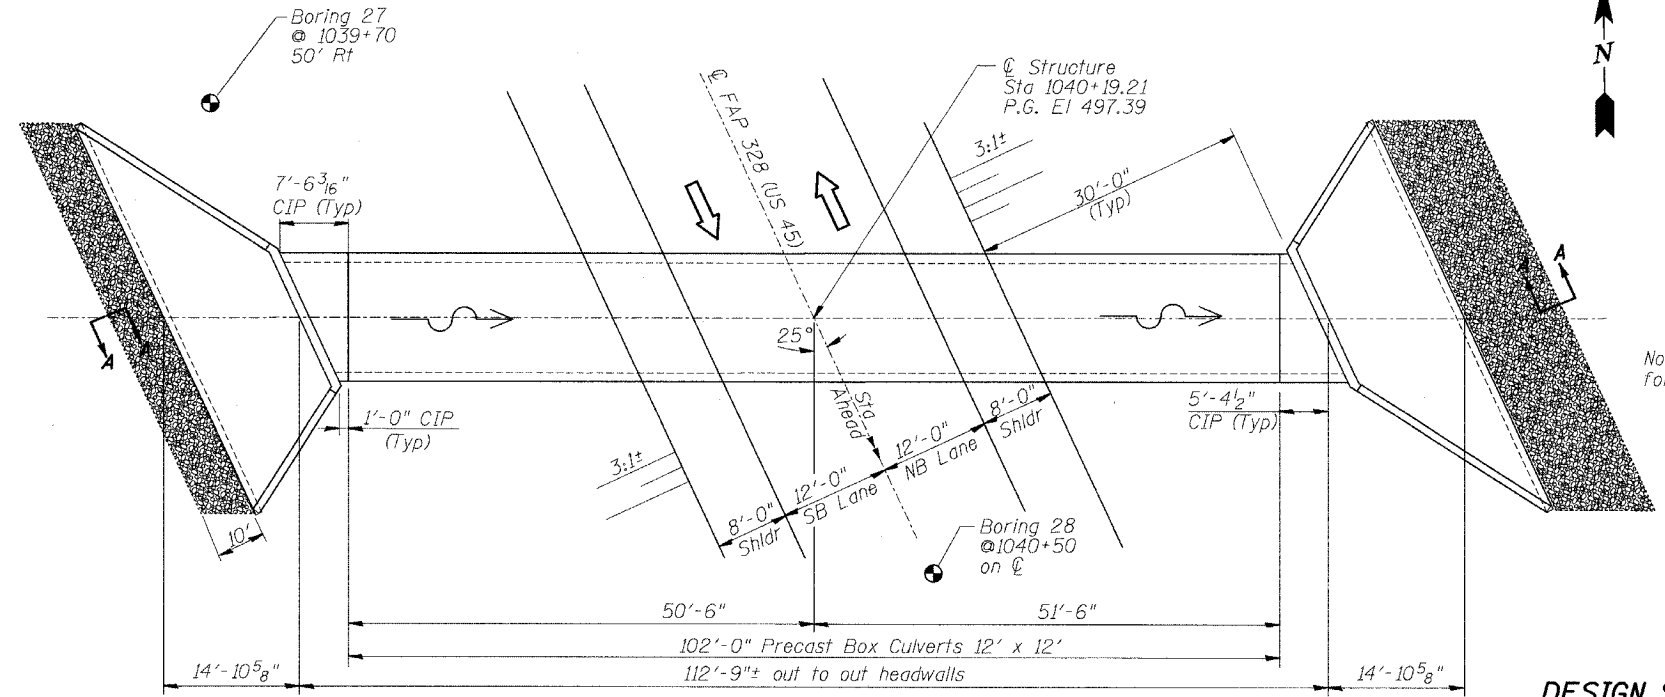 Boring 27
@ 1039+70
50' Rt
N
℄ FAP 328 (US 45)
℄ Structure
Sta 1040+19.21
P.G. El 497.39
3:1±
30'-0"
(Typ)
7'-6 3/16"
CIP (Typ)
A
A
A
A
25°
No
fo
1'-0" CIP
(Typ)
Sta
Ahead
5'-4 1/2"
CIP (Typ)
3:1±
8'-0"
Shldr
12'-0"
SB Lane
12'-0"
NB Lane
8'-0"
Shldr
10'
Boring 28
@1040+50
on ℄
50'-6"
51'-6"
102'-0" Precast Box Culverts 12' x 12'
14'-10 5/8"
112'-9"± out to out headwalls
14'-10 5/8"
DESIGN